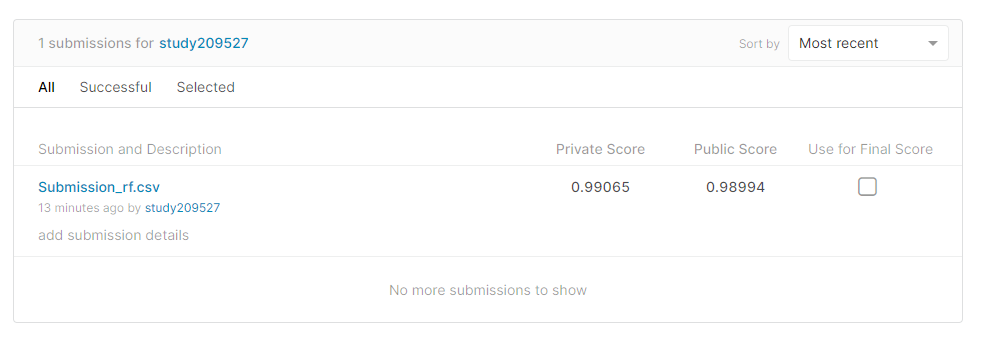 1 submissions for study209527 Sort by Most recent
All Successful Selected
Submission and Description Private Score Public Score Use for Final Score
Submission_rf.csv 0.99065 0.98994
13 minutes ago by study209527
add submission details
No more submissions to show